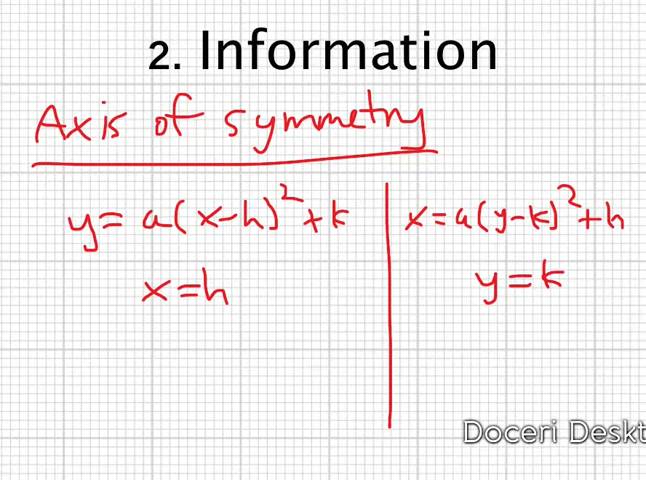 2. Information
Axis of symmetry
y = a(x-h)² + k
x = h
x = a(y-k)² + h
y = k
Doceri Deskt